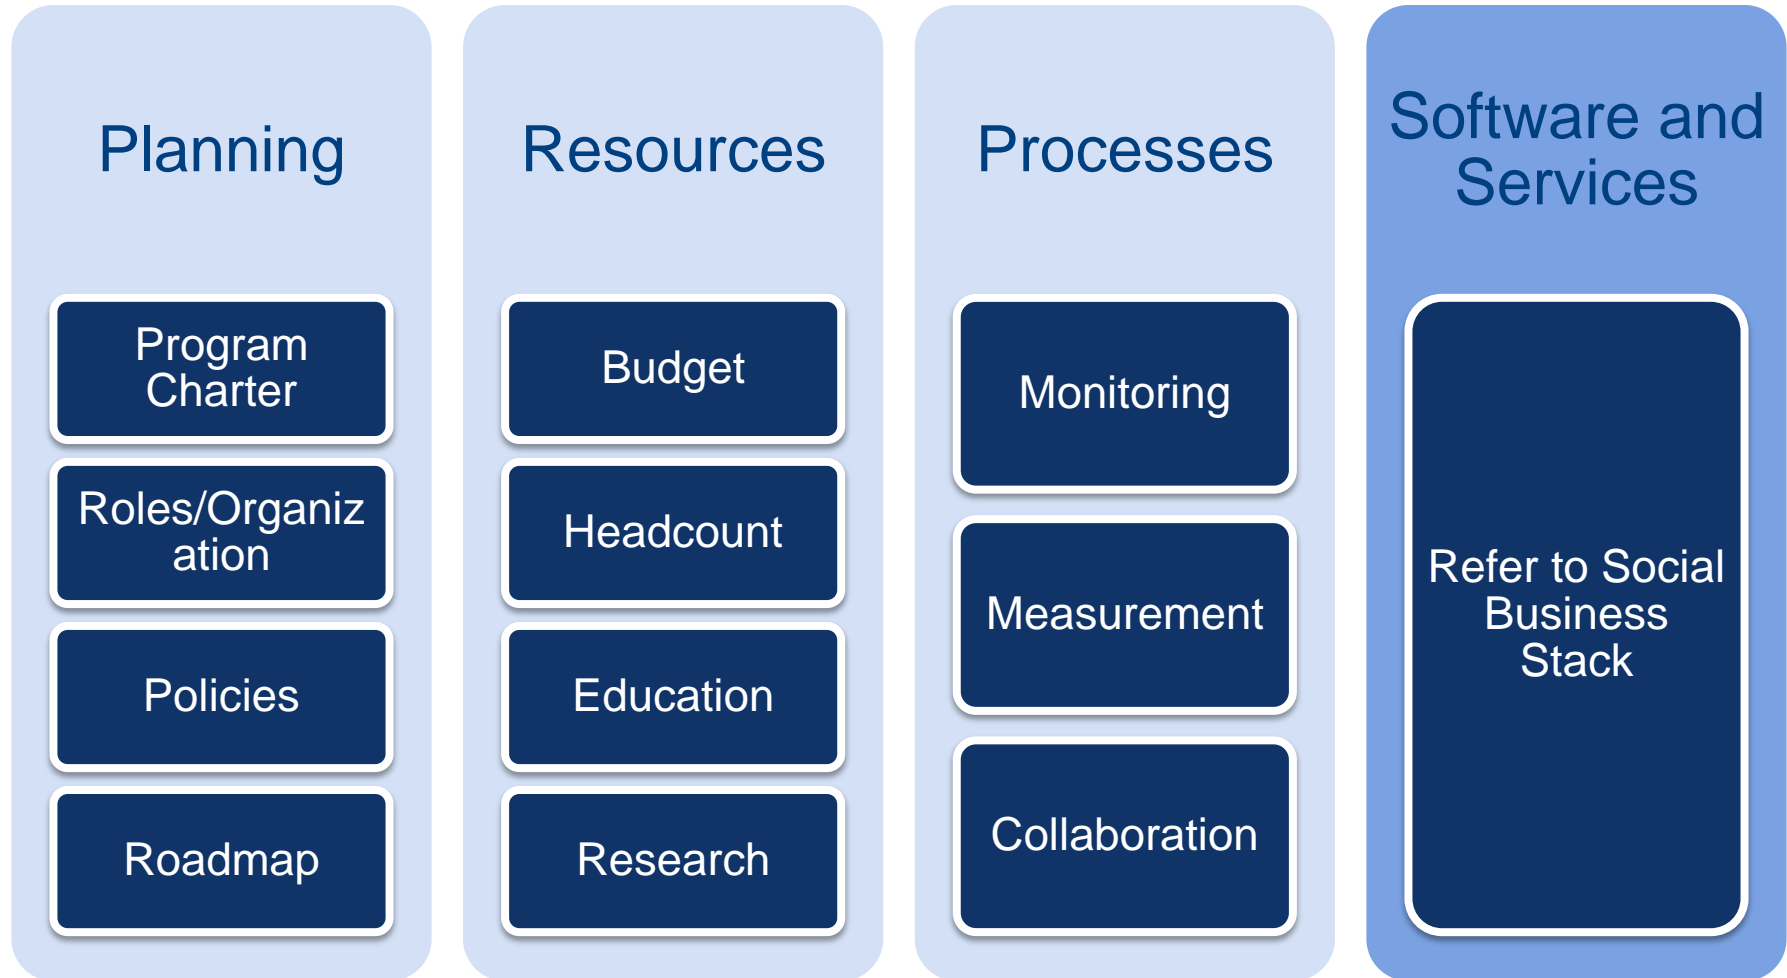 Planning
Program
Charter
Roles/Organiz
ation
Policies
Roadmap
Resources
Budget
Headcount
Education
Research
Processes
Monitoring
Measurement
Collaboration
Software and
Services
Refer to Social
Business
Stack